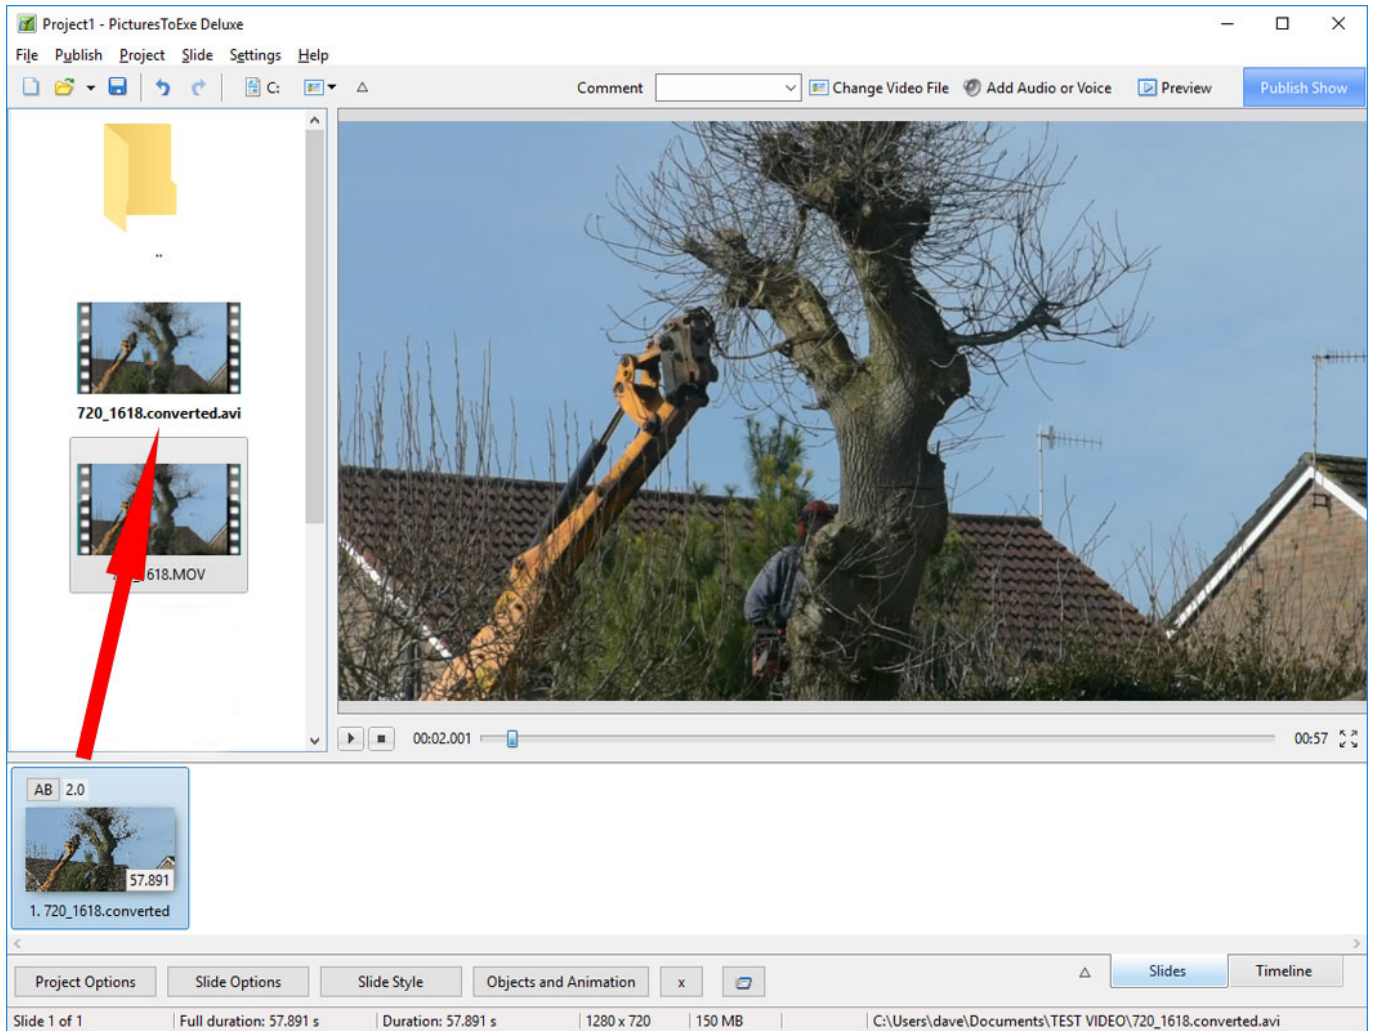 Project1 - PicturesToExe Deluxe
File Publish Project Slide Settings Help
C: Comment Change Video File Add Audio or Voice Preview Publish Show
..
720_1618.converted.avi
618.MOV
00:02.001 00:57
AB 2.0
57.891
1. 720_1618.converted
Project Options Slide Options Slide Style Objects and Animation x Slides Timeline
Slide 1 of 1 Full duration: 57.891 s Duration: 57.891 s 1280 x 720 150 MB C:\Users\dave\Documents\TEST VIDEO\720_1618.converted.avi